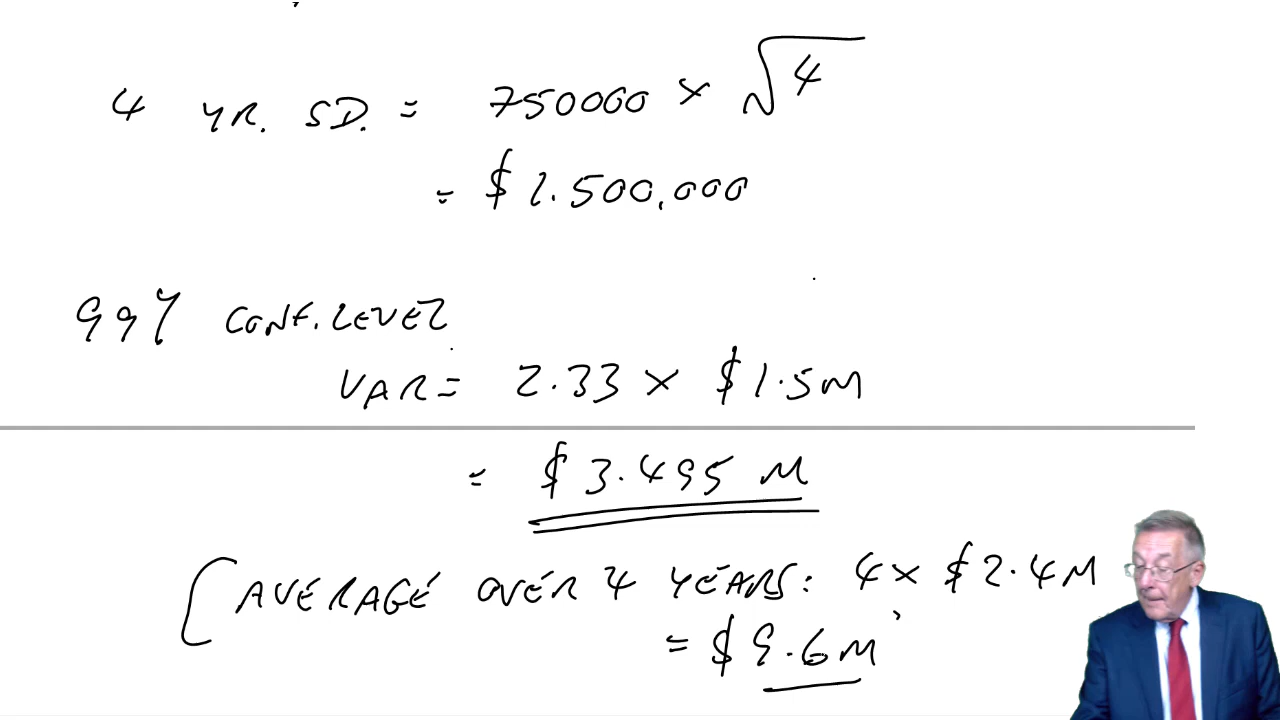 4 YR. SD. = 750000 × √4
= $1.500,000
99% CONF. LEVEL
VAR = 2.33 × $1.5M
= $3.495 M
[AVERAGE OVER 4 YEARS: 4 × $2.4M
= $9.6M